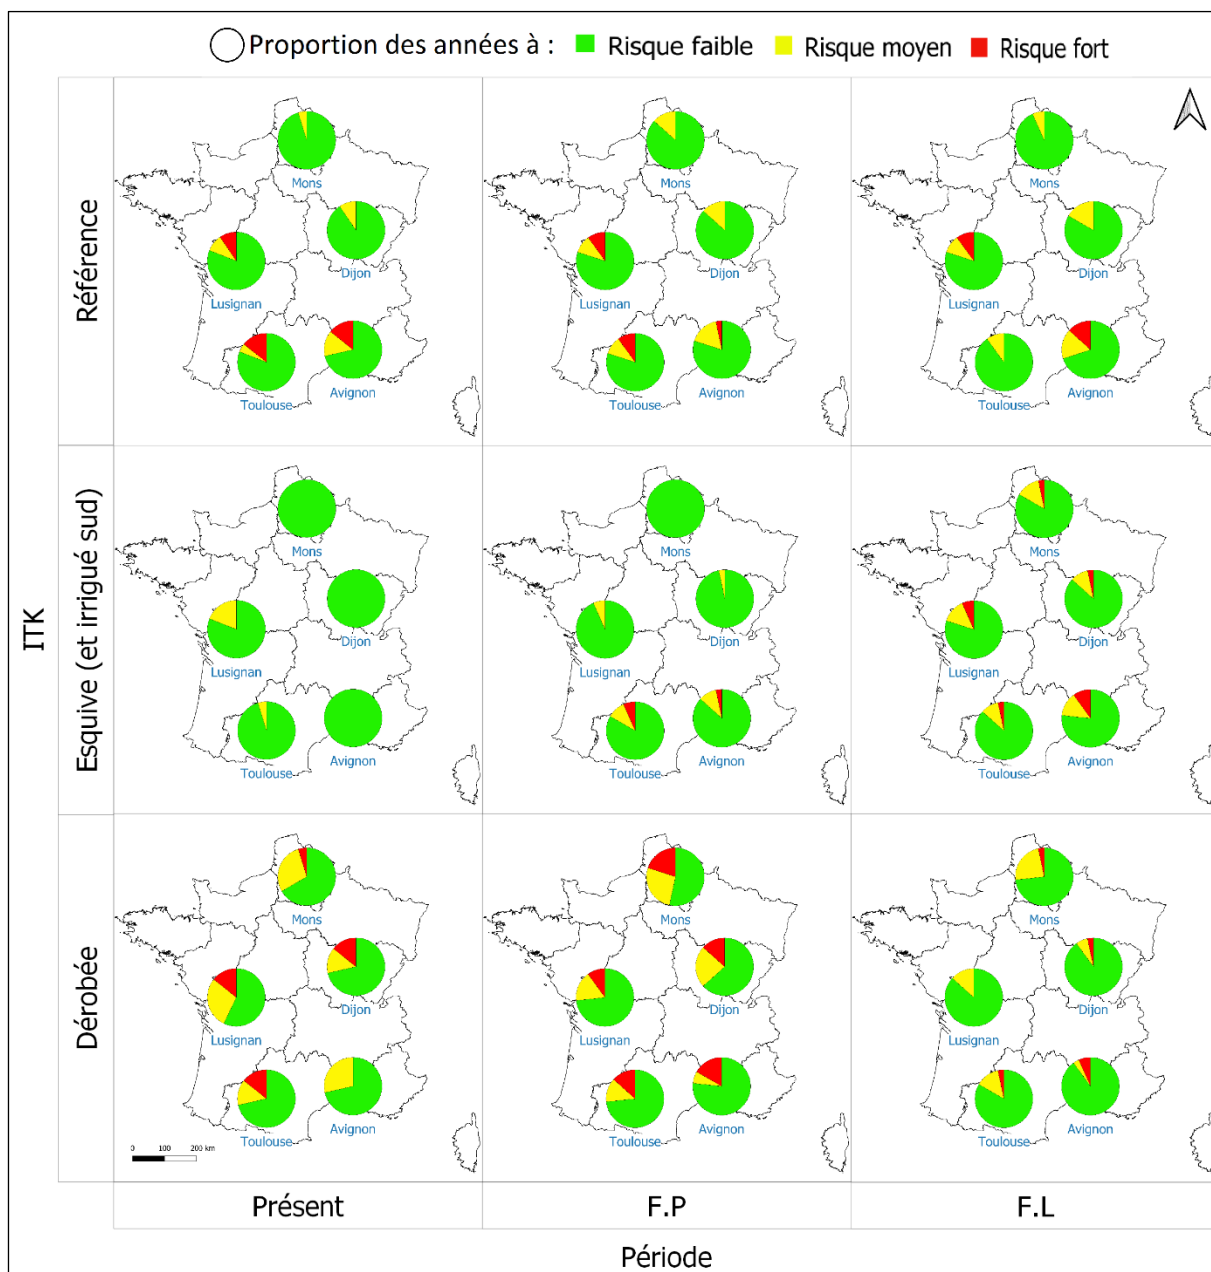 Proportion des années à : Risque faible Risque moyen Risque fort
ITK
Référence
Mons
Dijon
Lusignan
Toulouse
Avignon
Mons
Dijon
Lusignan
Toulouse
Avignon
Mons
Dijon
Lusignan
Toulouse
Avignon
Esquive (et irrigué sud)
Mons
Dijon
Lusignan
Toulouse
Avignon
Mons
Dijon
Lusignan
Toulouse
Avignon
Mons
Dijon
Lusignan
Toulouse
Avignon
Dérobée
Mons
Dijon
Lusignan
Toulouse
Avignon
0 100 200 km
Mons
Dijon
Lusignan
Toulouse
Avignon
Mons
Dijon
Lusignan
Toulouse
Avignon
Présent F.P F.L
Période